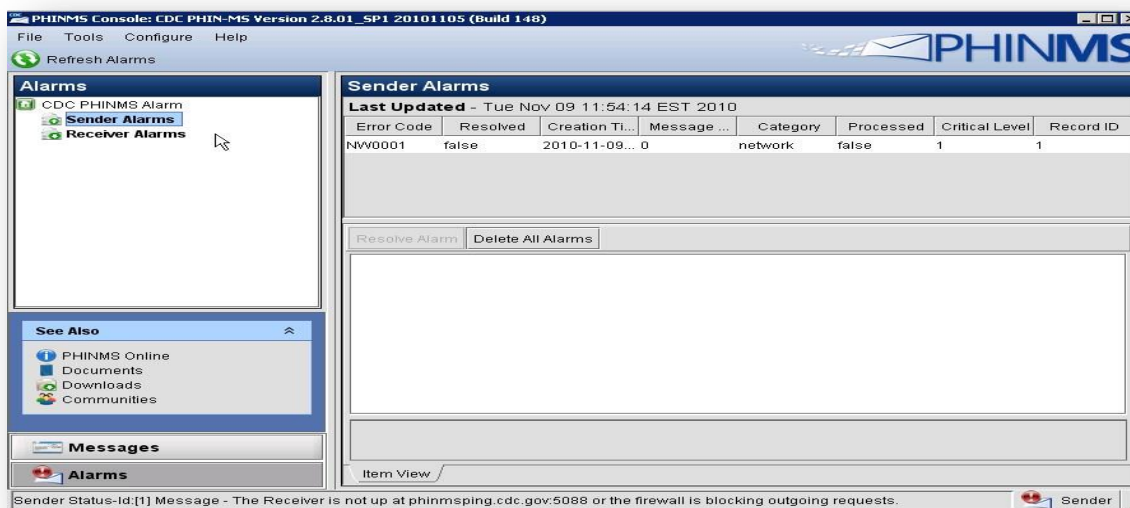 PHINMS Console: CDC PHIN-MS Version 2.8.01_SP1 20101105 (Build 148)
File Tools Configure Help
PHINMS
Refresh Alarms
Alarms
CDC PHINMS Alarm
Sender Alarms
Receiver Alarms
See Also
PHINMS Online
Documents
Downloads
Communities
Messages
Alarms
Sender Alarms
Last Updated - Tue Nov 09 11:54:14 EST 2010
Error Code Resolved Creation Ti... Message ... Category Processed Critical Level Record ID
NW0001 false 2010-11-09... 0 network false 1 1
Resolve Alarm Delete All Alarms
Item View
Sender Status-Id:[1] Message - The Receiver is not up at phinmsping.cdc.gov:5088 or the firewall is blocking outgoing requests. Sender